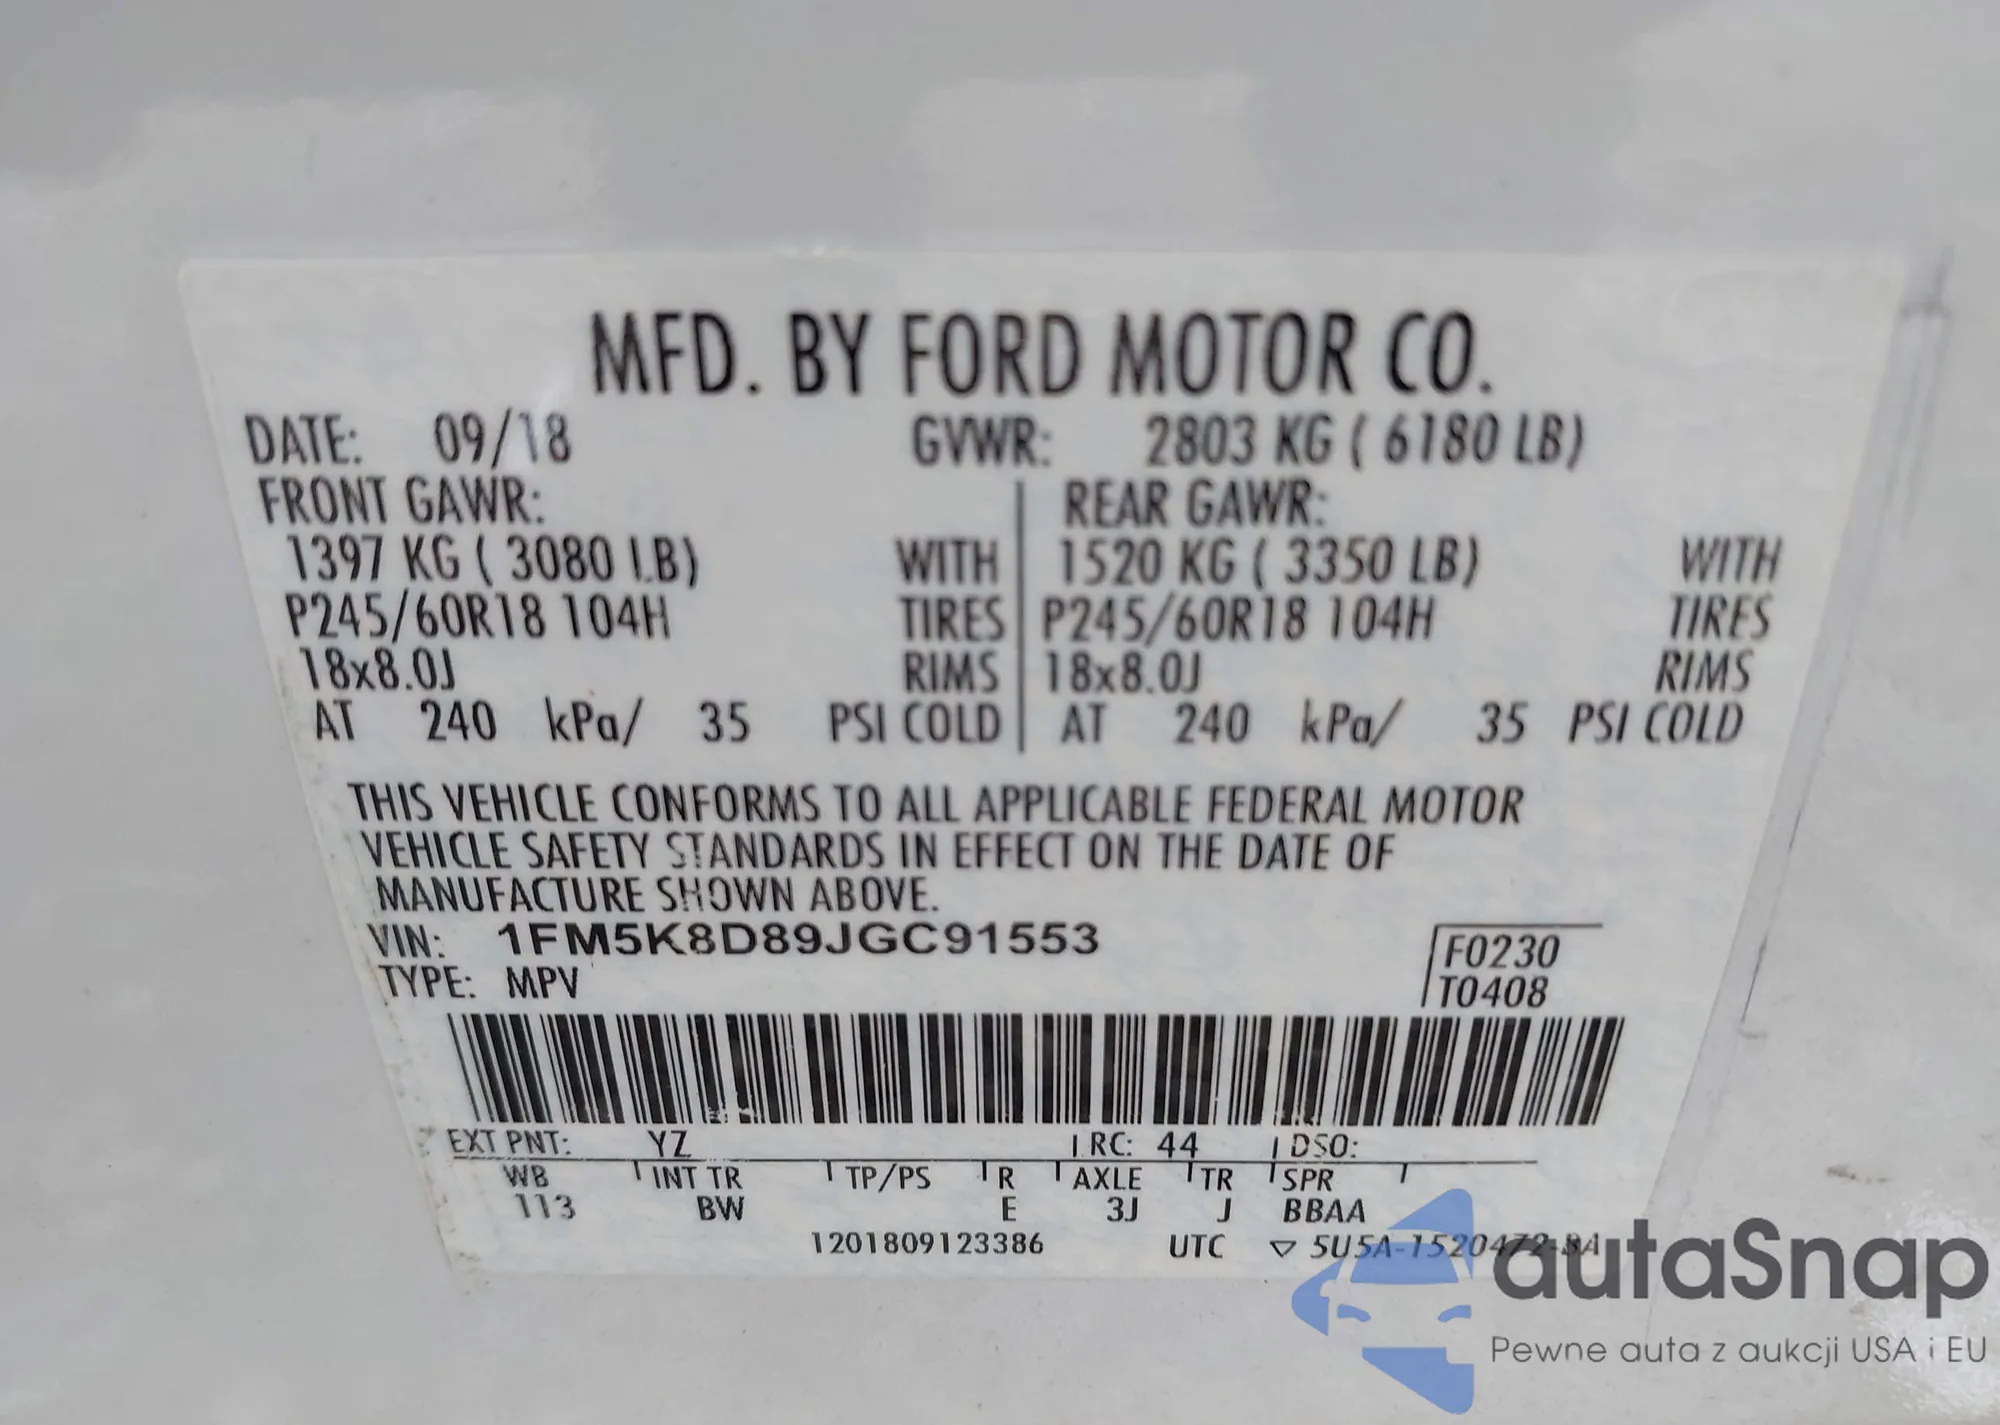 MFD. BY FORD MOTOR CO.
DATE: 09/18 GVWR: 2803 KG ( 6180 LB)
FRONT GAWR: REAR GAWR:
1397 KG ( 3080 LB) WITH 1520 KG ( 3350 LB) WITH
P245/60R18 104H TIRES P245/60R18 104H TIRES
18x8.0J RIMS 18x8.0J RIMS
AT 240 kPa/ 35 PSI COLD AT 240 kPa/ 35 PSI COLD
THIS VEHICLE CONFORMS TO ALL APPLICABLE FEDERAL MOTOR
VEHICLE SAFETY STANDARDS IN EFFECT ON THE DATE OF
MANUFACTURE SHOWN ABOVE.
VIN: 1FM5K8D89JGC91553
F0230
TYPE: MPV
T0408
EXT PNT: YZ RC: 44 DSO:
WB INT TR TP/PS R AXLE TR SPR
113 BW E 3J J BBAA
1201809123386 UTC ▽ 5U5A-1520472-BA
autaSnap
Pewne auta z aukcji USA i EU